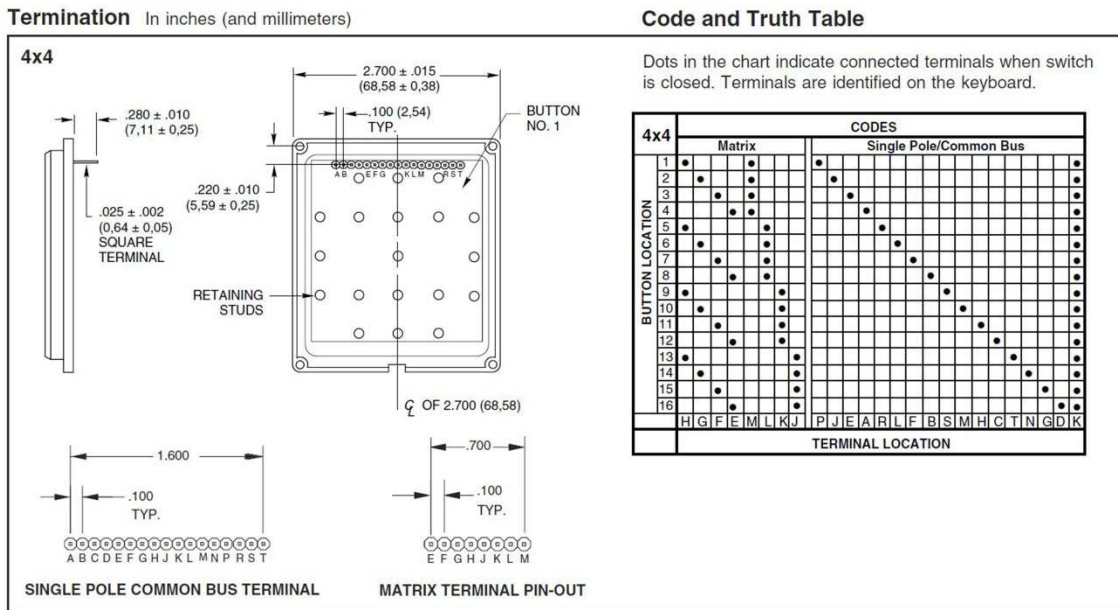 Termination In inches (and millimeters)
4x4
.280 ± .010
(7,11 ± 0,25)
.025 ± .002
(0,64 ± 0,05)
SQUARE
TERMINAL
2.700 ± .015
(68,58 ± 0,38)
.100 (2,54)
TYP.
BUTTON
NO. 1
A B E F G K L M R S T
.220 ± .010
(5,59 ± 0,25)
RETAINING
STUDS
℄ OF 2.700 (68,58)
1.600
.100
TYP.
A B C D E F G H J K L M N P R S T
SINGLE POLE COMMON BUS TERMINAL
.700
.100
TYP.
E F G H J K L M
MATRIX TERMINAL PIN-OUT
Code and Truth Table
Dots in the chart indicate connected terminals when switch
is closed. Terminals are identified on the keyboard.
4x4
CODES
Matrix Single Pole/Common Bus
BUTTON LOCATION
1
2
3
4
5
6
7
8
9
10
11
12
13
14
15
16
H G F E M L K J P J E A R L F B S M H C T N G D K
TERMINAL LOCATION